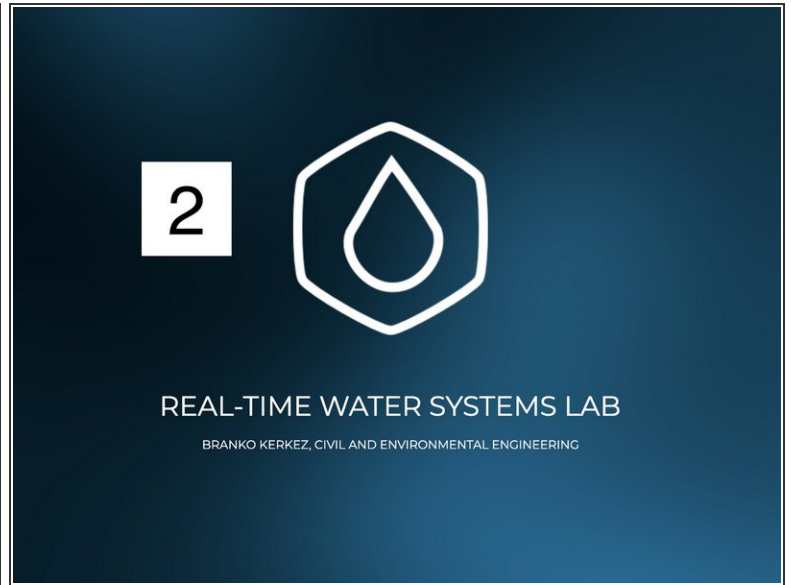 2
REAL-TIME WATER SYSTEMS LAB
BRANKO KERKEZ, CIVIL AND ENVIRONMENTAL ENGINEERING